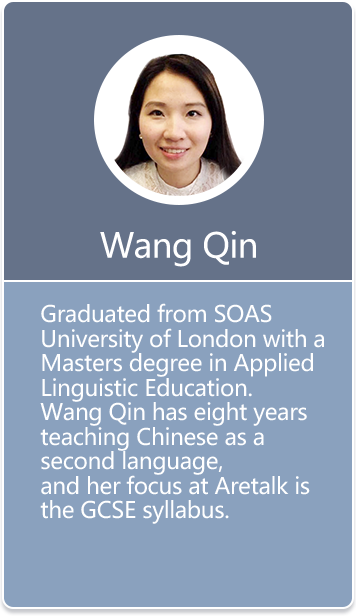 Wang Qin
Graduated from SOAS
University of London with a
Masters degree in Applied
Linguistic Education.
Wang Qin has eight years
teaching Chinese as a
second language,
and her focus at Aretalk is
the GCSE syllabus.